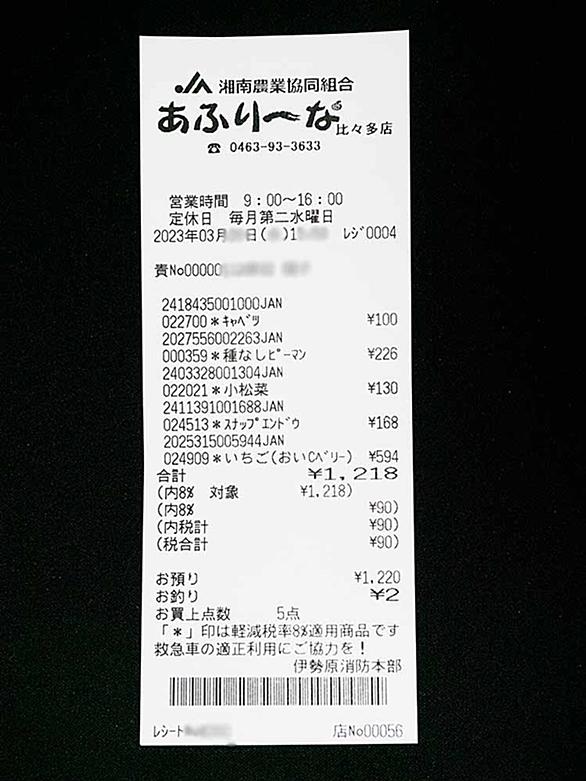 JA 湘南農業協同組合
あふり〜な 比々多店
☎ 0463-93-3633
営業時間 9:00〜16:00
定休日 毎月第二水曜日
2023年03月 日( )1 ﾚｼﾞ0004
責No00000
2418435001000JAN
022700*ｷｬﾍﾞﾂ ¥100
2027556002263JAN
000359*種なしﾋﾟｰﾏﾝ ¥226
2403328001304JAN
022021*小松菜 ¥130
2411391001688JAN
024513*ｽﾅｯﾌﾟｴﾝﾄﾞｳ ¥168
2025315005944JAN
024909*いちご(おいCﾍﾞﾘｰ) ¥594
合計 ¥1,218
(内8% 対象 ¥1,218)
(内8% ¥90)
(内税計 ¥90)
(税合計 ¥90)
お預り ¥1,220
お釣り ¥2
お買上点数 5点
「*」印は軽減税率8%適用商品です
救急車の適正利用にご協力を!
伊勢原消防本部
ﾚｼｰﾄ 店No00056